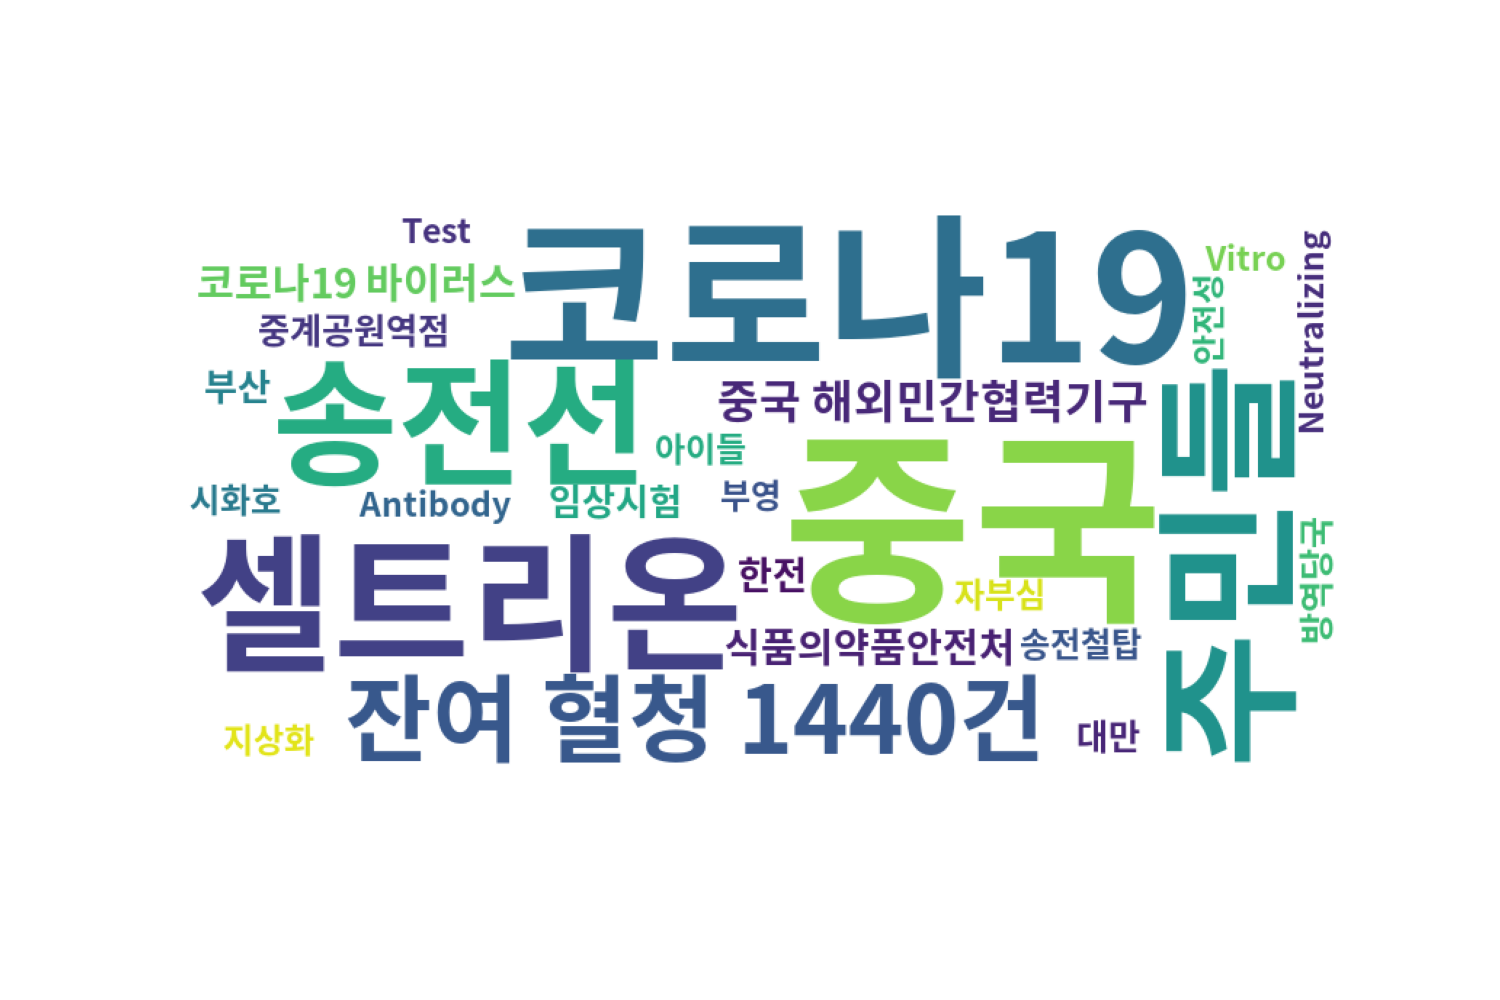 Test
코로나19
Vitro
Neutralizing
코로나19 바이러스
안전성
중계공원역점
부산
송전선
중국 해외민간협력기구
주민들
아이들
중국
시화호
Antibody
임상시험
부영
셀트리온
한전
자부심
방역당국
식품의약품안전처
송전철탑
잔여 혈청 1440건
지상화
대만